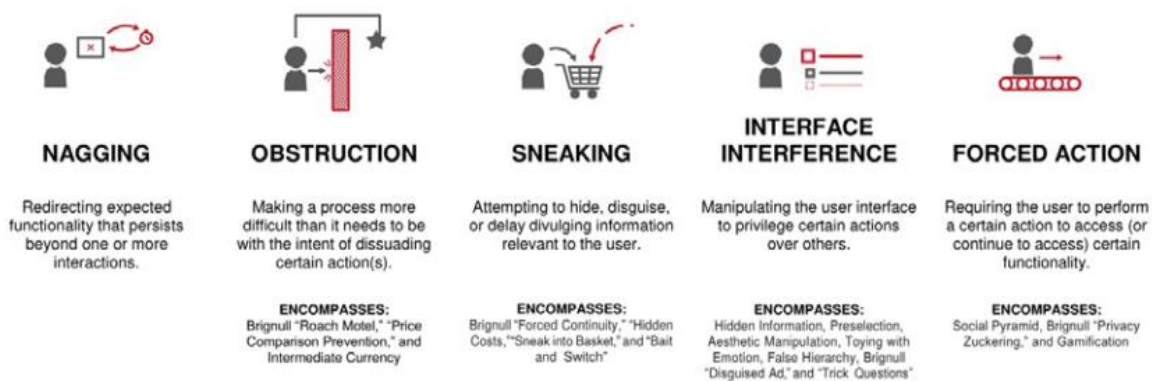 NAGGING
Redirecting expected
functionality that persists
beyond one or more
interactions.
OBSTRUCTION
Making a process more
difficult than it needs to be
with the intent of dissuading
certain action(s).
ENCOMPASSES:
Brignull “Roach Motel,” “Price
Comparison Prevention,” and
Intermediate Currency
SNEAKING
Attempting to hide, disguise,
or delay divulging information
relevant to the user.
ENCOMPASSES:
Brignull “Forced Continuity,” “Hidden
Costs,”“Sneak into Basket,” and “Bait
and Switch”
INTERFACE
INTERFERENCE
Manipulating the user interface
to privilege certain actions
over others.
ENCOMPASSES:
Hidden Information, Preselection,
Aesthetic Manipulation, Toying with
Emotion, False Hierarchy, Brignull
“Disguised Ad,” and “Trick Questions”
FORCED ACTION
Requiring the user to perform
a certain action to access (or
continue to access) certain
functionality.
ENCOMPASSES:
Social Pyramid, Brignull “Privacy
Zuckering,” and Gamification